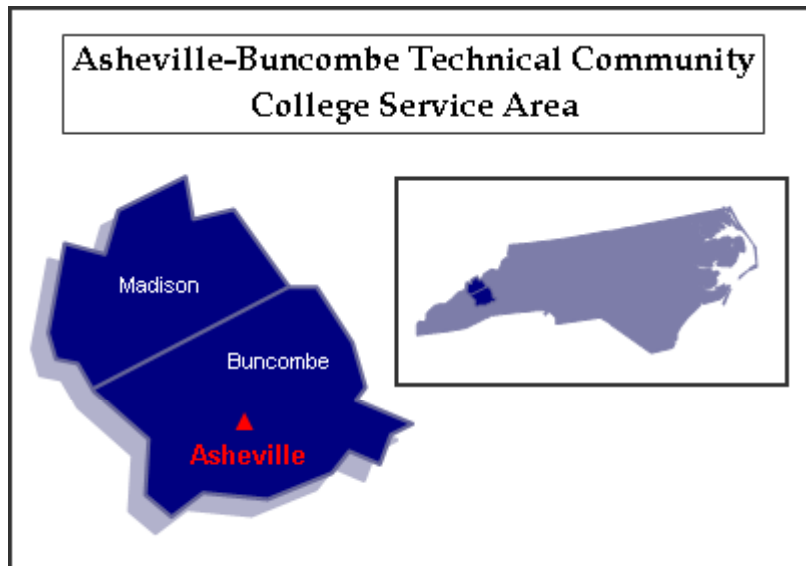 Asheville-Buncombe Technical Community
College Service Area
Madison
Buncombe
Asheville